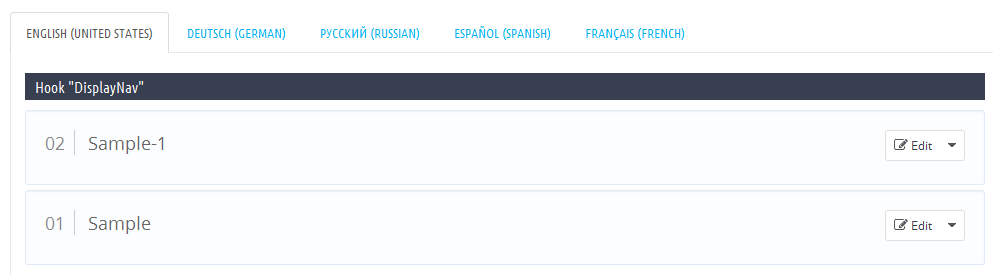 ENGLISH (UNITED STATES) DEUTSCH (GERMAN) РУССКИЙ (RUSSIAN) ESPAÑOL (SPANISH) FRANÇAIS (FRENCH)
Hook "DisplayNav"
02 Sample-1 Edit
01 Sample Edit